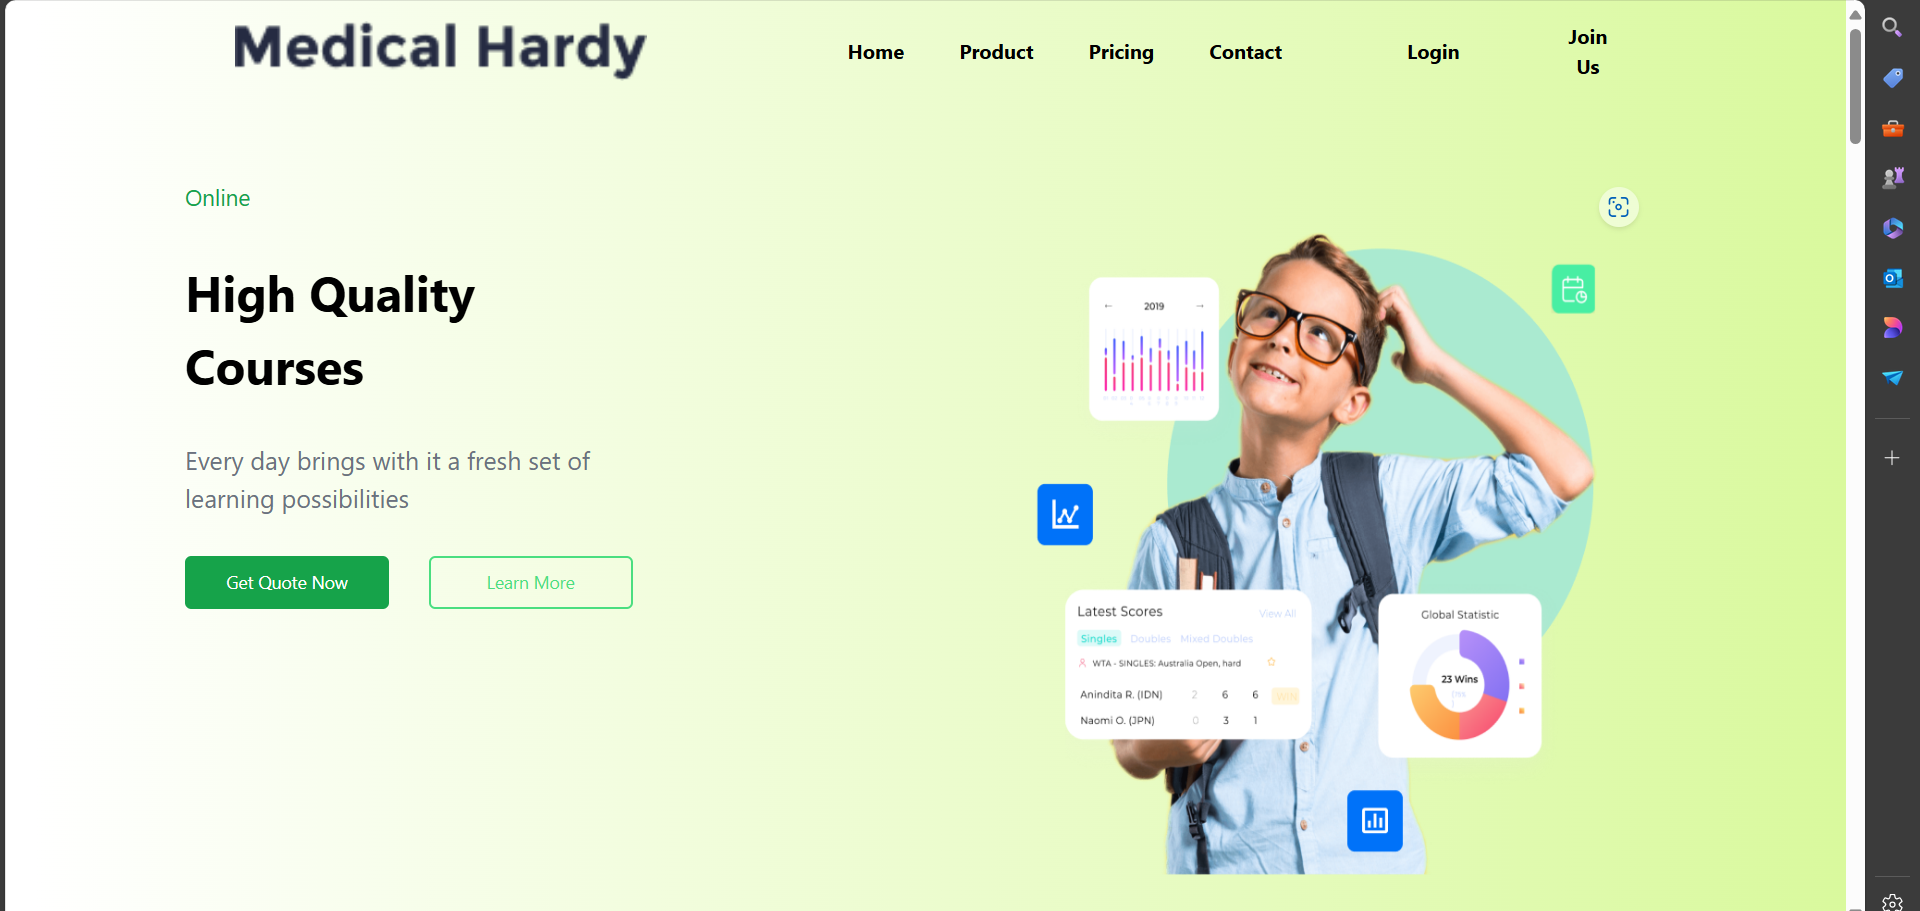 Medical Hardy
Home
Product
Pricing
Contact
Login
Join
Us
Online
High Quality
Courses
Every day brings with it a fresh set of
learning possibilities
Get Quote Now
Learn More
2019
Latest Scores
View All
Singles
Doubles
Mixed Doubles
WTA - SINGLES: Australia Open, hard
Anindita R. (IDN) 2 6 6 WIN
Naomi O. (JPN) 0 3 1
Global Statistic
23 Wins